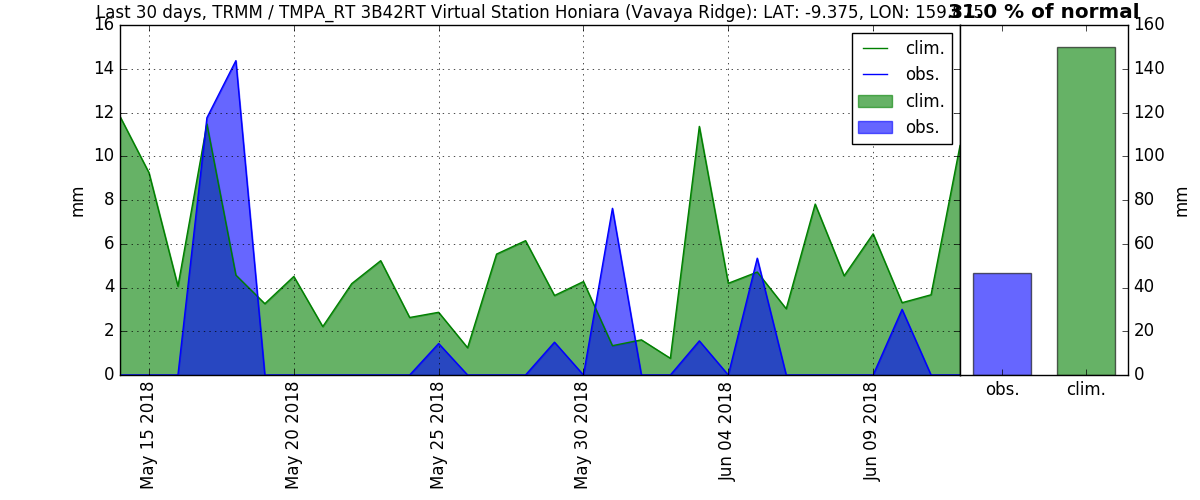 Last 30 days, TRMM / TMPA_RT 3B42RT Virtual Station Honiara (Vavaya Ridge): LAT: -9.375, LON:
31.0 % of normal
16
14
12
10
8
6
4
2
0
mm
clim.
obs.
clim.
obs.
May 15 2018
May 20 2018
May 25 2018
May 30 2018
Jun 04 2018
Jun 09 2018
160
140
120
100
80
60
40
20
0
mm
obs.
clim.